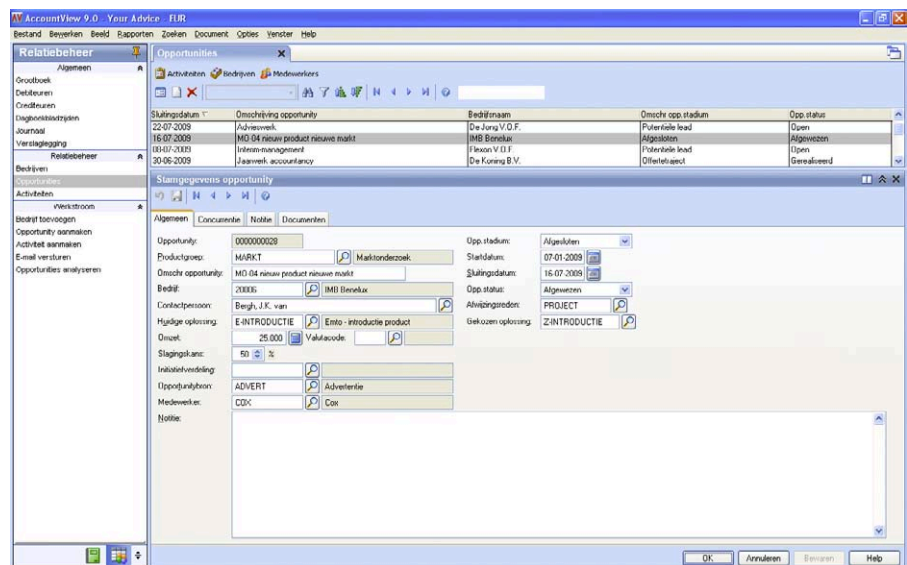 AccountView 9.0 - Your Advice - EUR
Bestand Bewerken Beeld Rapporten Zoeken Document Opties Venster Help
Relatiebeheer
Algemeen
Grootboek
Debiteuren
Crediteuren
Dagboekbladzijden
Journaal
Verslaglegging
Relatiebeheer
Bedrijven
Opportunities
Activiteiten
Werkstroom
Bedrijf toevoegen
Opportunity aanmaken
Activiteit aanmaken
E-mail versturen
Opportunities analyseren
Opportunities
Activiteiten Bedrijven Medewerkers
Sluitingsdatum Omschrijving opportunity Bedrijfsnaam Omschr opp.stadium Opp.status
22-07-2009 Advieswerk De Jong V.O.F. Potentiële lead Open
16-07-2009 MO-04 nieuw product nieuwe markt IMB Benelux Afgesloten Afgewezen
08-07-2009 Interim-management Flexon V.O.F. Potentiële lead Open
30-06-2009 Jaarwerk accountancy De Koning B.V. Offertetraject Gerealiseerd
Stamgegevens opportunity
Algemeen Concurrentie Notitie Documenten
Opportunity: 0000000028 Opp.stadium: Afgesloten
Productgroep: MARKT Marktonderzoek Startdatum: 07-01-2009
Omschr opportunity: MO-04 nieuw product nieuwe markt Sluitingsdatum: 16-07-2009
Bedrijf: 20006 IMB Benelux Opp.status: Afgewezen
Contactpersoon: Bergh, J.K. van Afwijzingsreden: PROJECT
Huidige oplossing: E-INTRODUCTIE Emto - introductie product Gekozen oplossing: Z-INTRODUCTIE
Omzet: 25.000 Valutacode:
Slagingskans: 50 %
Initiatiefverdeling:
Opportunitybron: ADVERT Advertentie
Medewerker: COX Cox
Notitie:
OK Annuleren Bewaren Help